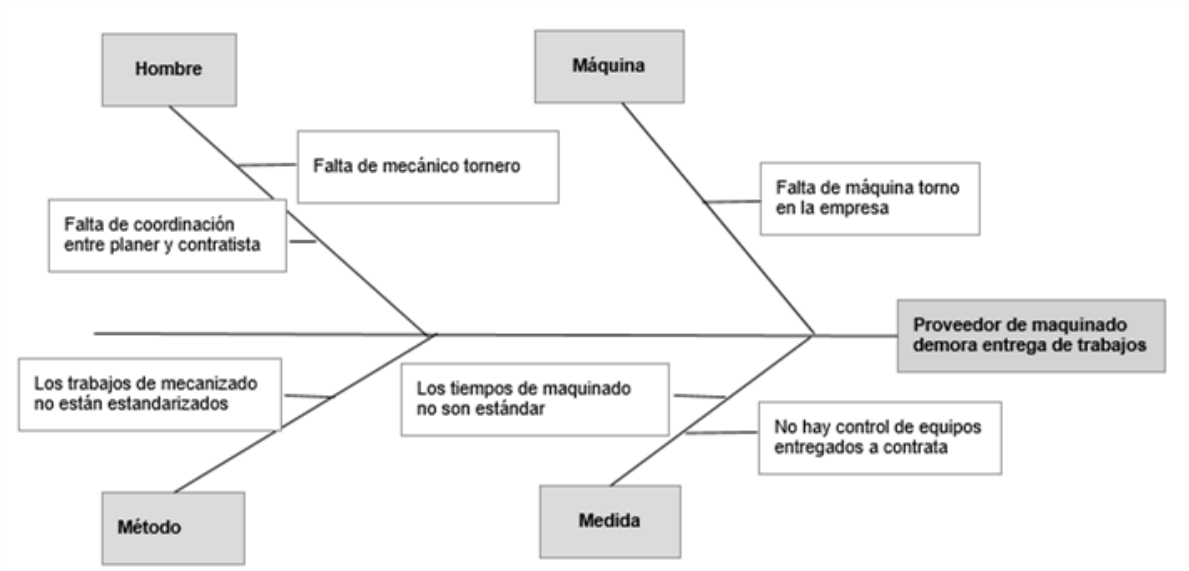 Hombre
Máquina
Falta de mecánico tornero
Falta de máquina torno
en la empresa
Falta de coordinación
entre planer y contratista
Proveedor de maquinado
demora entrega de trabajos
Los trabajos de mecanizado
no están estandarizados
Los tiempos de maquinado
no son estándar
No hay control de equipos
entregados a contrata
Método
Medida